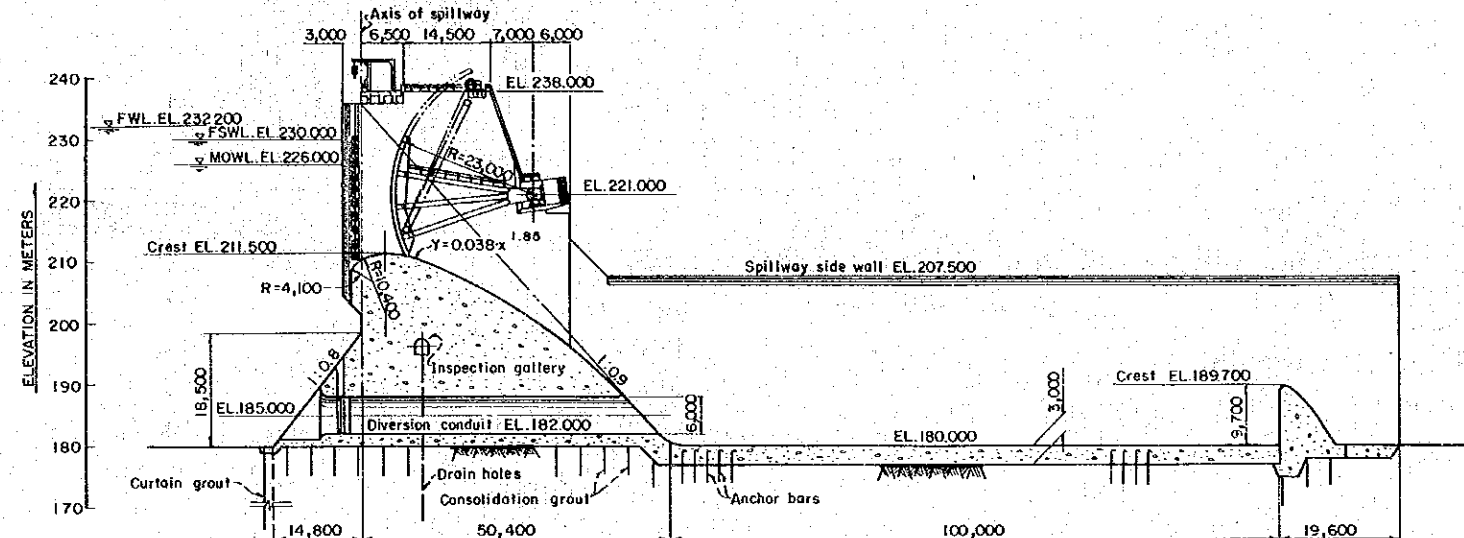 Axis of spillway
3,000 6,500 14,500 7,000 6,000
240
EL.238.000
FWL.EL.232 200
230
FSWL.EL 230.000
MOWL.EL 226.000
R=23,000
EL.221.000
220
ELEVATION IN METERS
Crest EL.211.500
Y=0.038·x 1.85
210
Spillway side wall EL.207.500
R=4,100
R=10,400
200
Inspection gallery
1:0.8
1:0.9
18,500
190
Crest EL.189.700
EL.185.000
6,000
3,000
9,700
Diversion conduit EL.182.000
EL.180.000
180
Curtain grout
Drain holes
Consolidation grout
Anchor bars
170
14,800 50,400 100,000 19,600